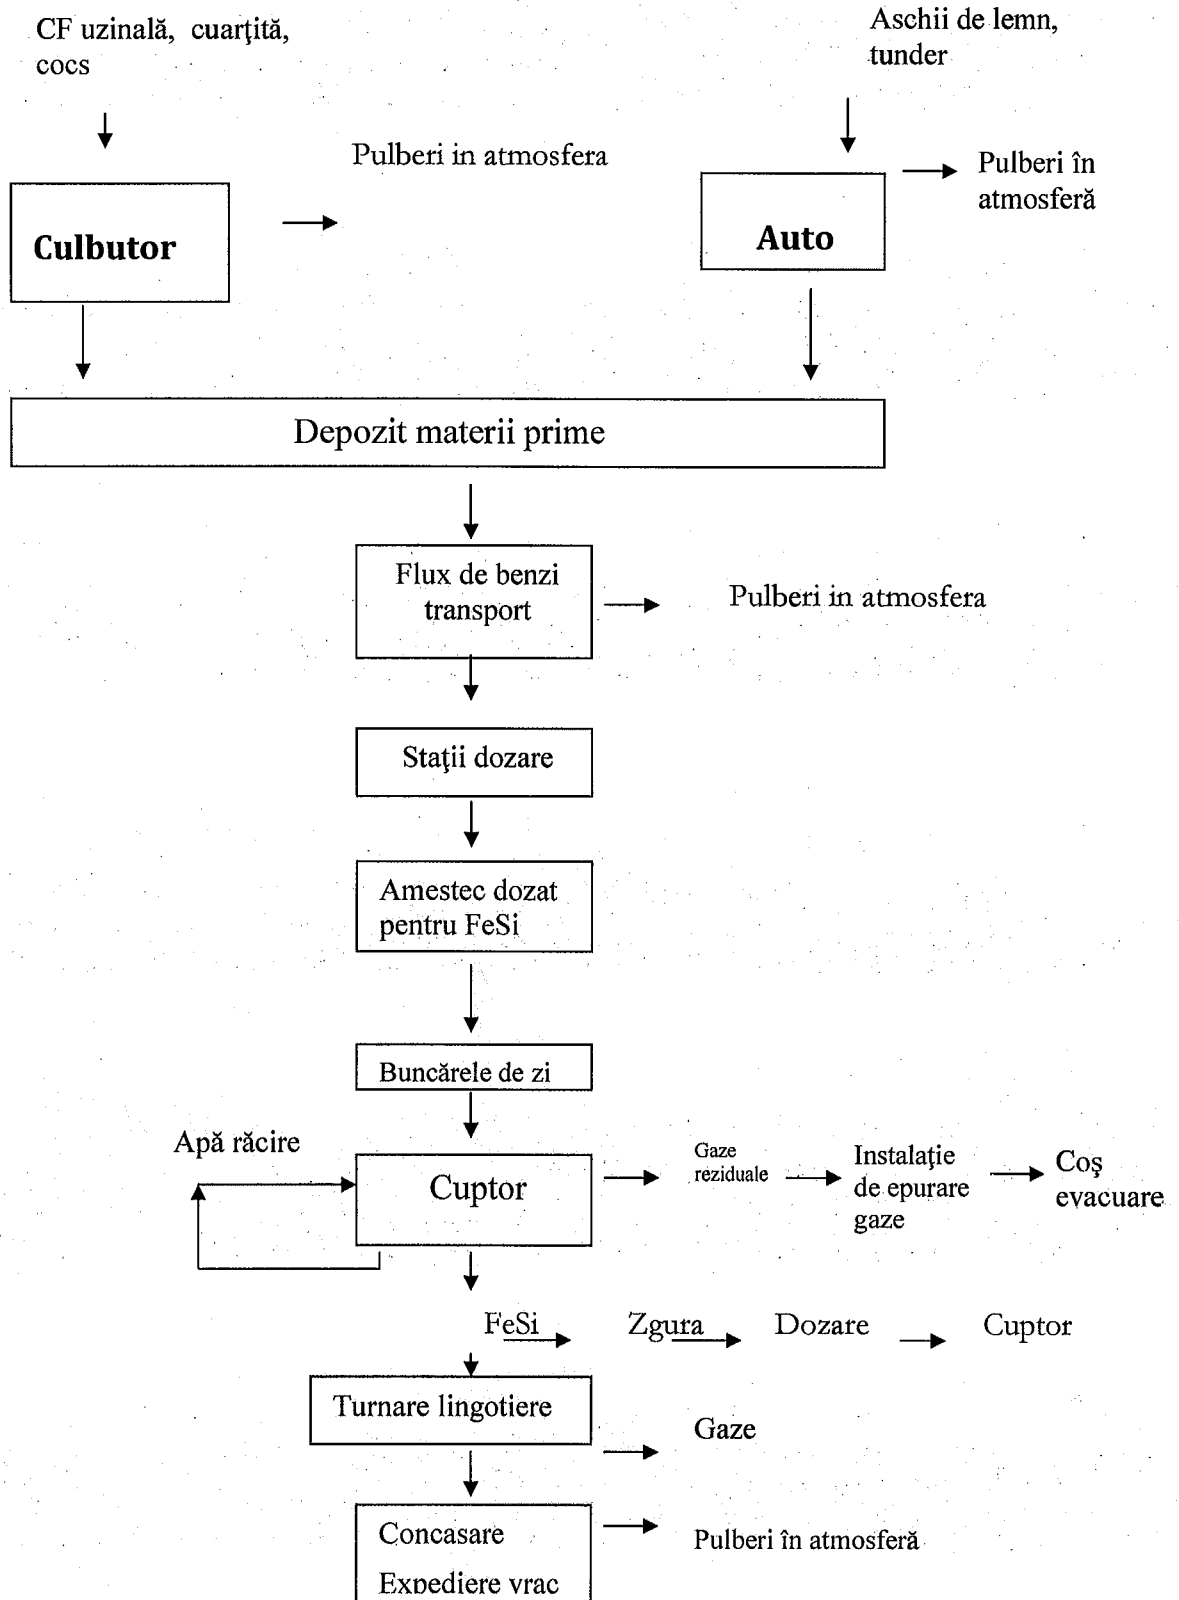 CF uzinală, cuarţită,
cocs
Aschii de lemn,
tunder
Pulberi in atmosfera
Pulberi în
atmosferă
Culbutor
Auto
Depozit materii prime
Flux de benzi
transport
Pulberi in atmosfera
Staţii dozare
Amestec dozat
pentru FeSi
Buncărele de zi
Apă răcire
Cuptor
Gaze
reziduale
Instalaţie
de epurare
gaze
Coş
evacuare
FeSi Zgura Dozare Cuptor
Turnare lingotiere
Gaze
Concasare
Pulberi în atmosferă
Expediere vrac